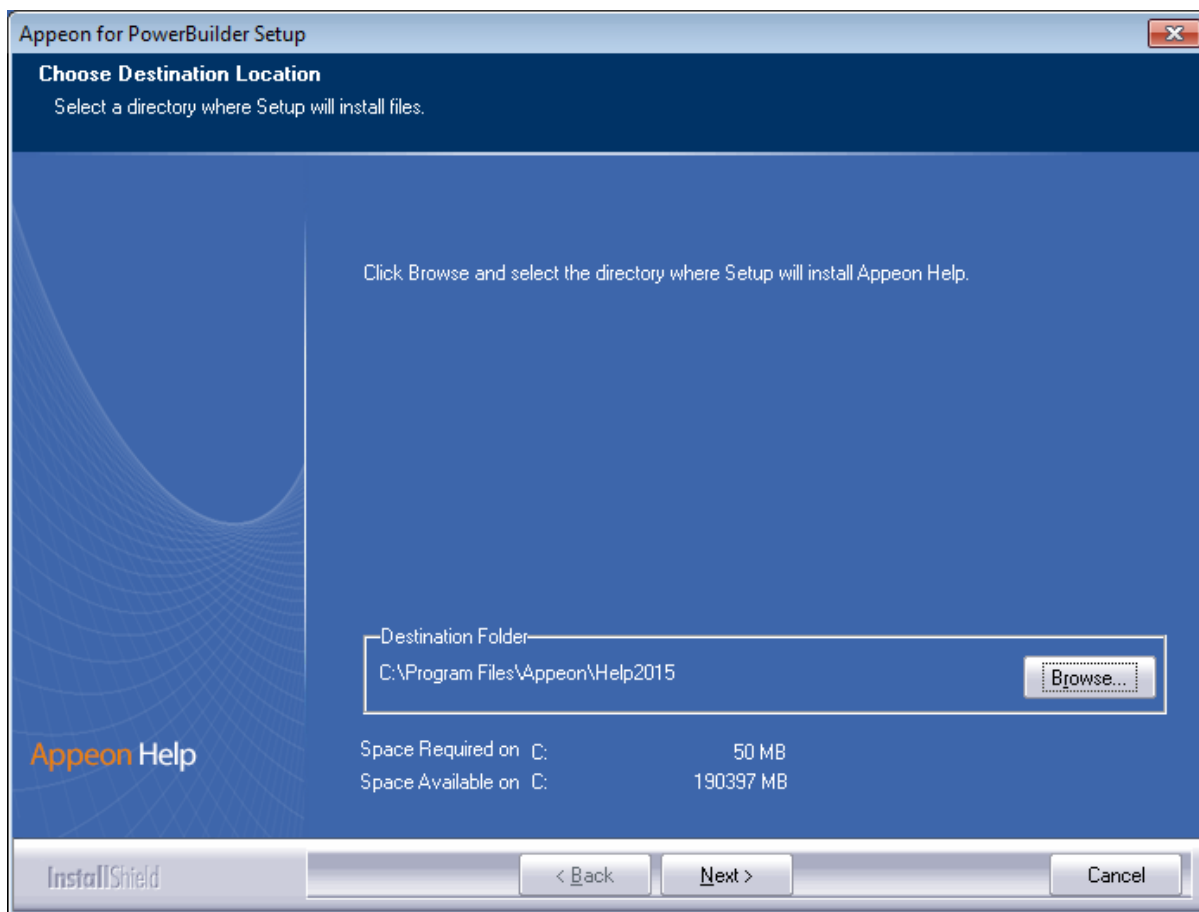 Appeon for PowerBuilder Setup
Choose Destination Location
Select a directory where Setup will install files.
Click Browse and select the directory where Setup will install Appeon Help.
Destination Folder
C:\Program Files\Appeon\Help2015
Browse...
Appeon Help
Space Required on C: 50 MB
Space Available on C: 190397 MB
InstallShield
< Back
Next >
Cancel